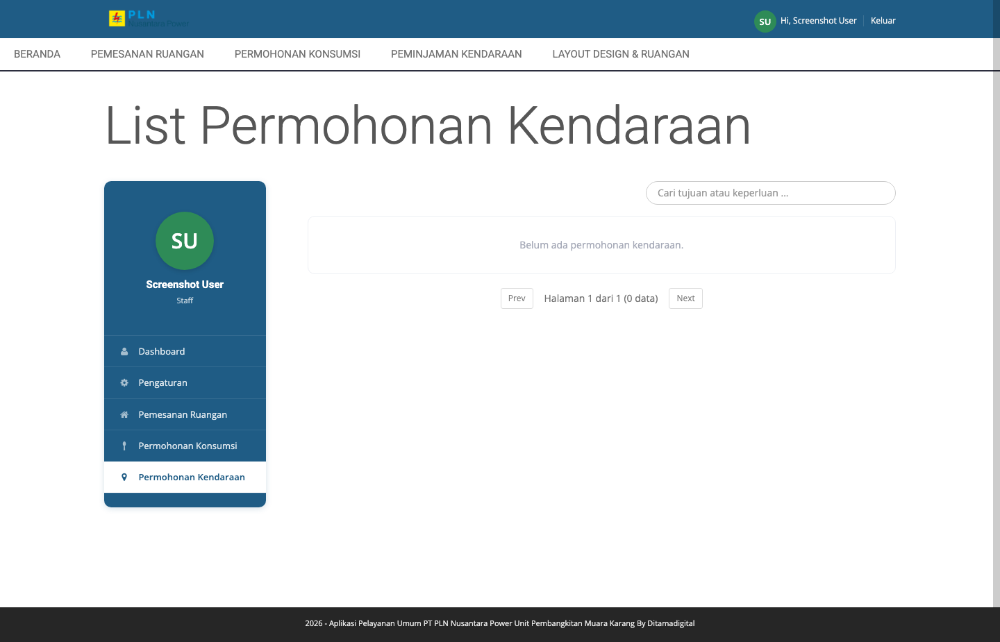 PLN
Nusantara Power
SU
Hi, Screenshot User
Keluar
BERANDA
PEMESANAN RUANGAN
PERMOHONAN KONSUMSI
PEMINJAMAN KENDARAAN
LAYOUT DESIGN & RUANGAN
List Permohonan Kendaraan
SU
Screenshot User
Staff
Dashboard
Pengaturan
Pemesanan Ruangan
Permohonan Konsumsi
Permohonan Kendaraan
Cari tujuan atau keperluan ...
Belum ada permohonan kendaraan.
Prev
Halaman 1 dari 1 (0 data)
Next
2026 - Aplikasi Pelayanan Umum PT PLN Nusantara Power Unit Pembangkitan Muara Karang By Ditamadigital